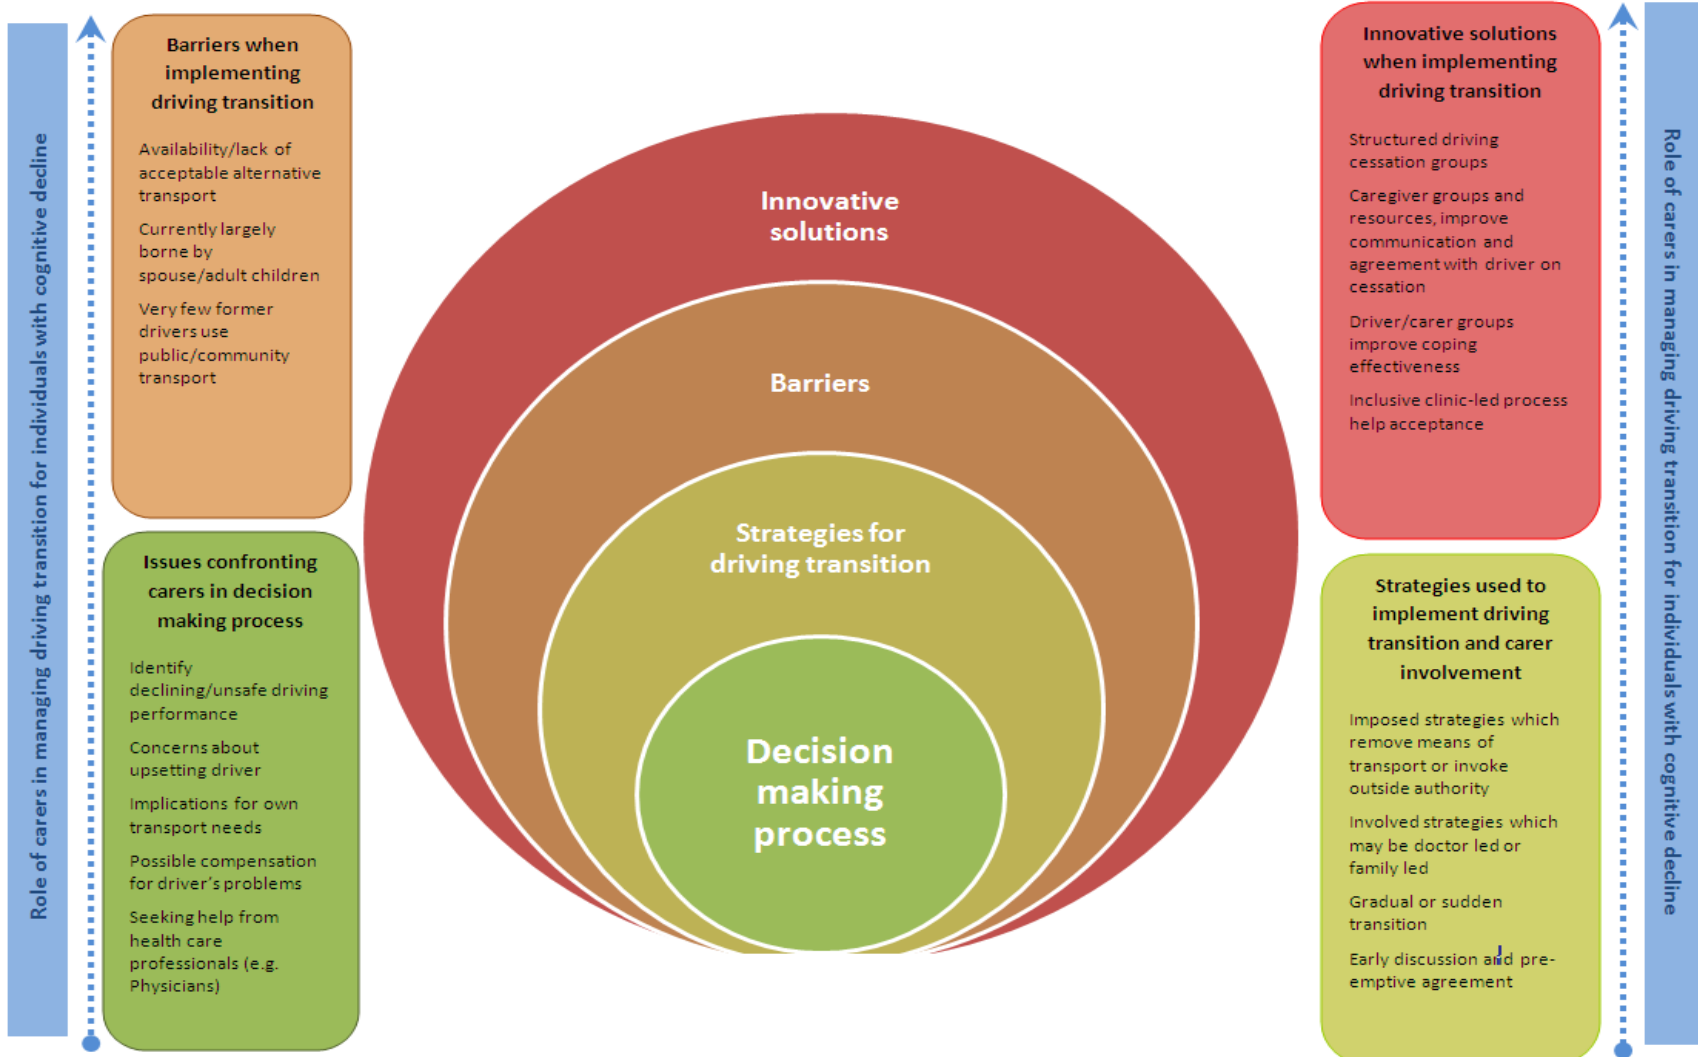 Role of carers in managing driving transition for individuals with cognitive decline
Barriers when
implementing
driving transition
Availability/lack of
acceptable alternative
transport
Currently largely
borne by
spouse/adult children
Very few former
drivers use
public/community
transport
Issues confronting
carers in decision
making process
Identify
declining/unsafe driving
performance
Concerns about
upsetting driver
Implications for own
transport needs
Possible compensation
for driver's problems
Seeking help from
health care
professionals (e.g.
Physicians)
Innovative
solutions
Barriers
Strategies for
driving transition
Decision
making
process
Innovative solutions
when implementing
driving transition
Structured driving
cessation groups
Caregiver groups and
resources, improve
communication and
agreement with driver on
cessation
Driver/carer groups
improve coping
effectiveness
Inclusive clinic-led process
help acceptance
Strategies used to
implement driving
transition and carer
involvement
Imposed strategies which
remove means of
transport or invoke
outside authority
Involved strategies which
may be doctor led or
family led
Gradual or sudden
transition
Early discussion and pre-
emptive agreement
Role of carers in managing driving transition for individuals with cognitive decline